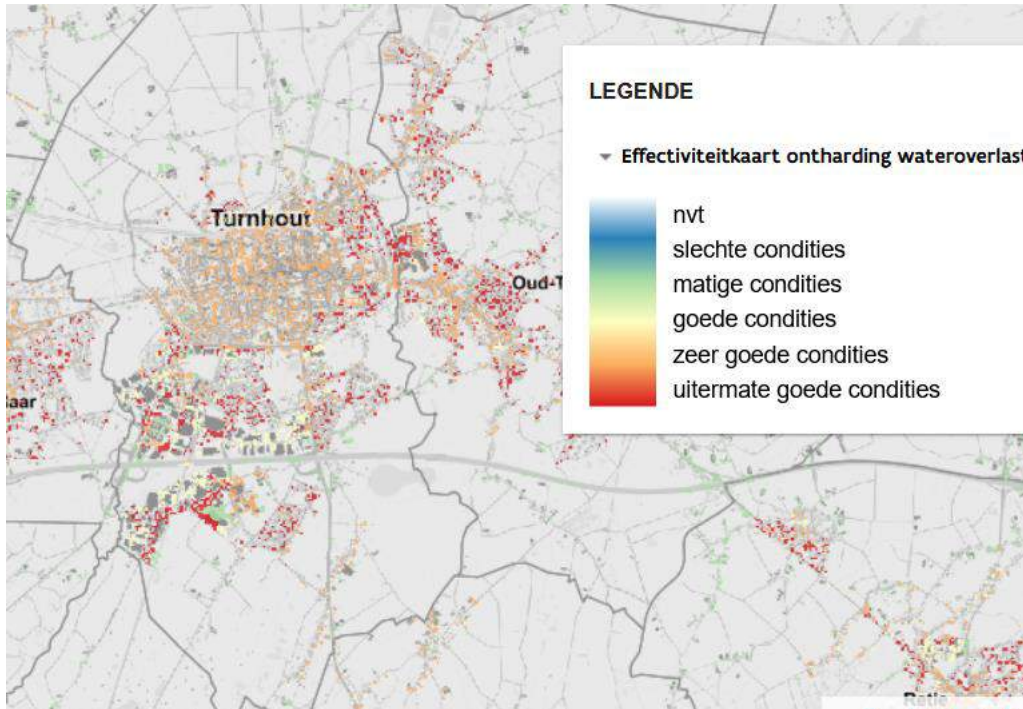 LEGENDE
Effectiviteitkaart ontharding wateroverlast
nvt
slechte condities
matige condities
goede condities
zeer goede condities
uitermate goede condities
Turnhout
Oud-T
aar
Retie